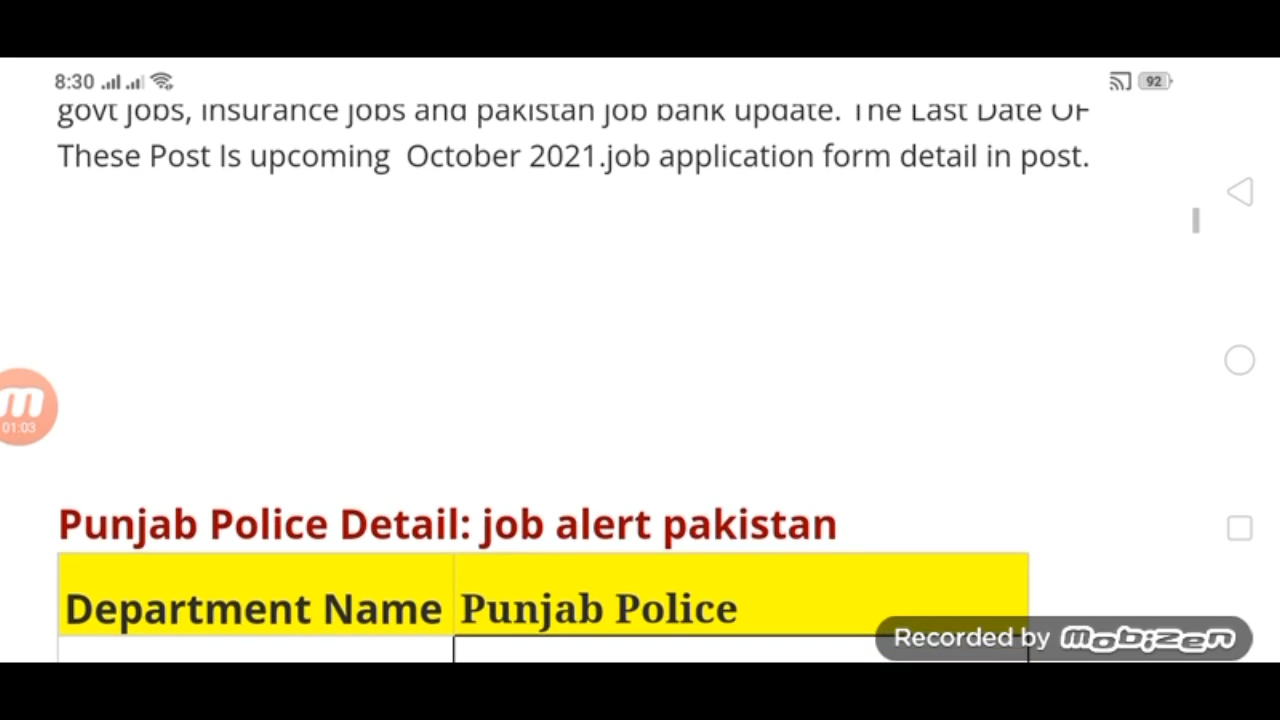 8:30
92
govt jobs, insurance jobs and pakistan job bank update. The Last Date OF
These Post Is upcoming October 2021.job application form detail in post.
m
01:03
Punjab Police Detail: job alert pakistan
Department Name Punjab Police
Recorded by mobizen